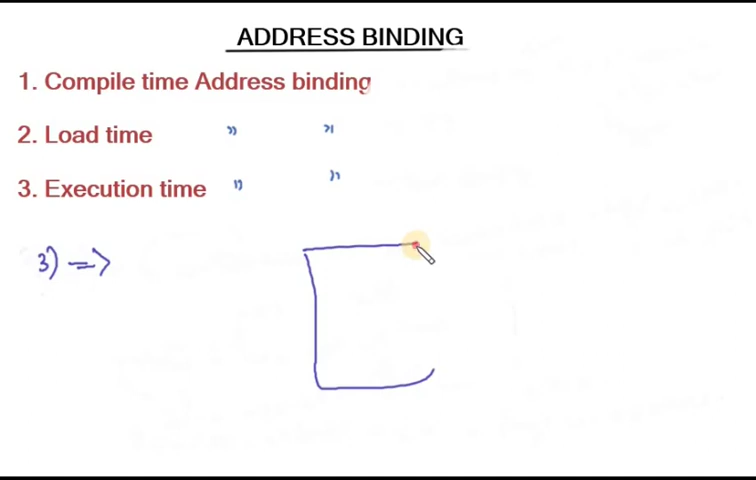 ADDRESS BINDING
1. Compile time Address binding
2. Load time " "
3. Execution time " "
3) =>